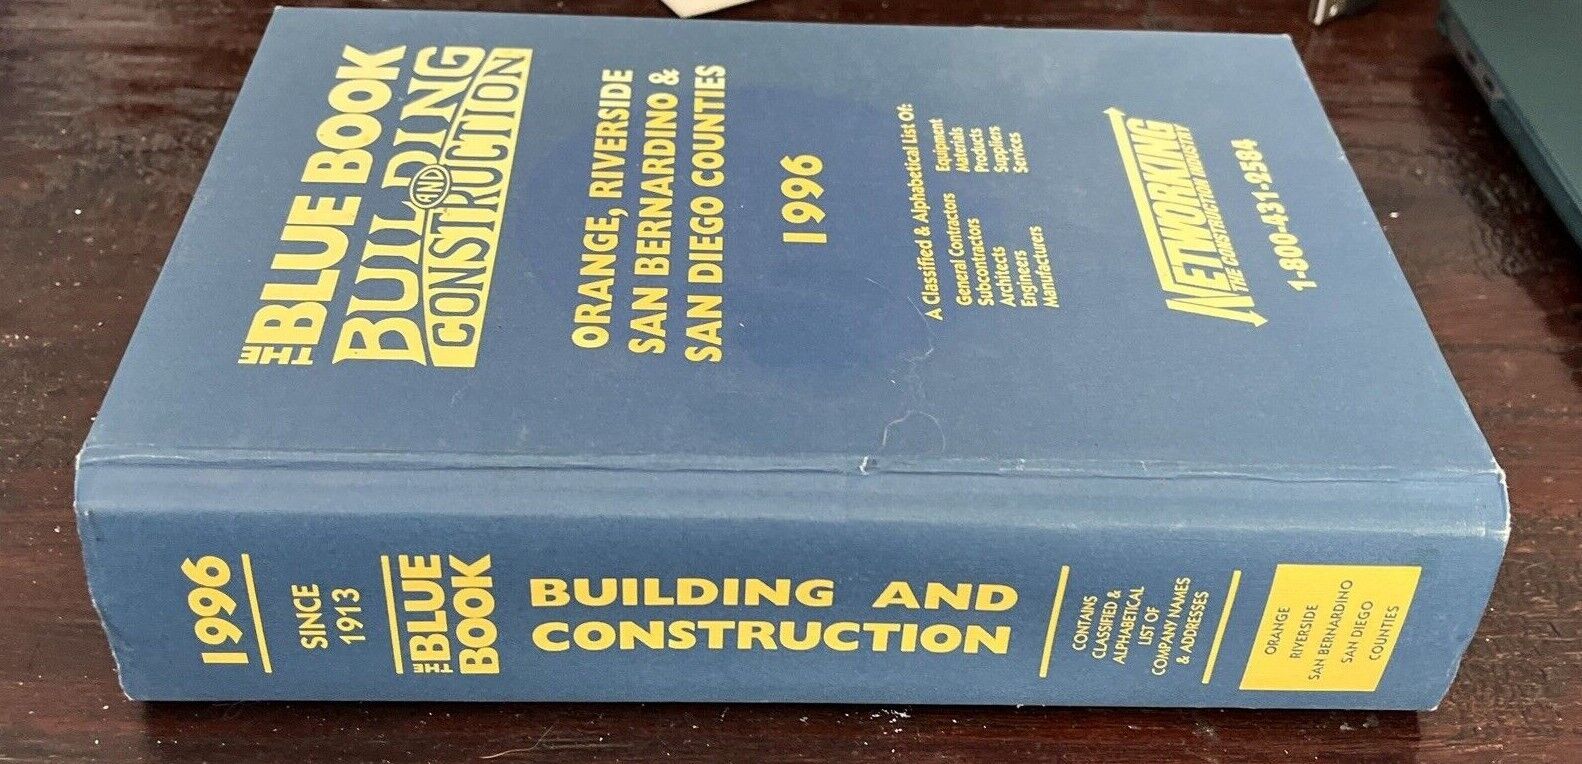 THE BLUE BOOK
BUILDING
AND
CONSTRUCTION
ORANGE, RIVERSIDE
SAN BERNARDINO &
SAN DIEGO COUNTIES
1996
A Classified & Alphabetical List Of:
General Contractors
Subcontractors
Architects
Engineers
Manufacturers
Equipment
Materials
Products
Suppliers
Services
NETWORKING
THE CONSTRUCTION INDUSTRY
1-800-431-2584
1996
SINCE
1913
THE BLUE
BOOK
BUILDING AND
CONSTRUCTION
CONTAINS
CLASSIFIED &
ALPHABETICAL
LIST OF
COMPANY NAMES
& ADDRESSES
ORANGE
RIVERSIDE
SAN BERNARDINO
SAN DIEGO
COUNTIES